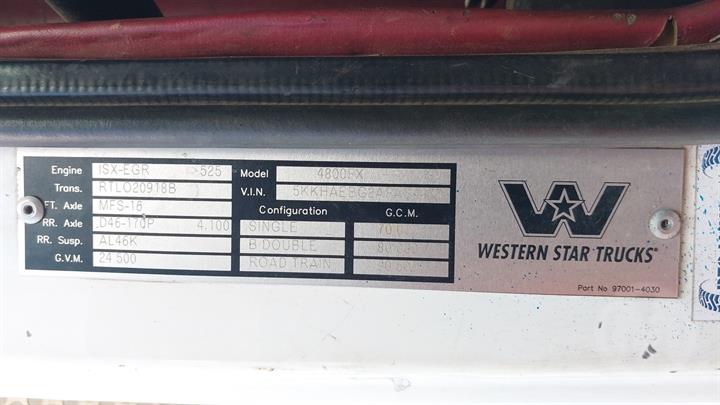 Engine ISX-EGR 525
Trans. RTLO20918B
FT. Axle MFS-16
RR. Axle D46-170P 4.100
RR. Susp. AL46K
G.V.M. 24 500
Model 4800FX
V.I.N.
Configuration G.C.M.
SINGLE
B DOUBLE
ROAD TRAIN
W
WESTERN STAR TRUCKS
Part No 97001-4030